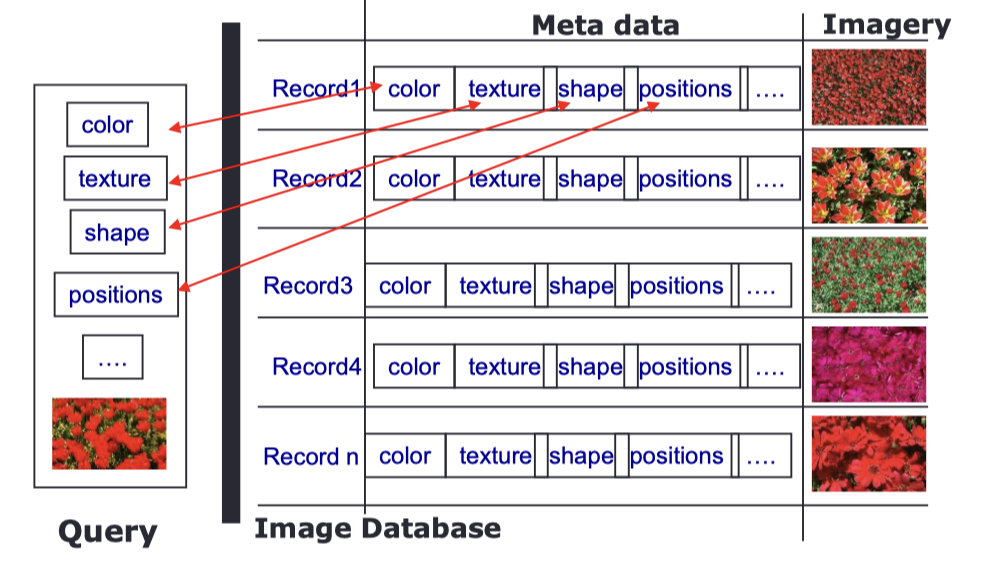 Meta data Imagery
Record1 color texture shape positions ....
color
texture
shape
positions
....
Query
Record2 color texture shape positions ....
Record3 color texture shape positions ....
Record4 color texture shape positions ....
Record n color texture shape positions ....
Image Database